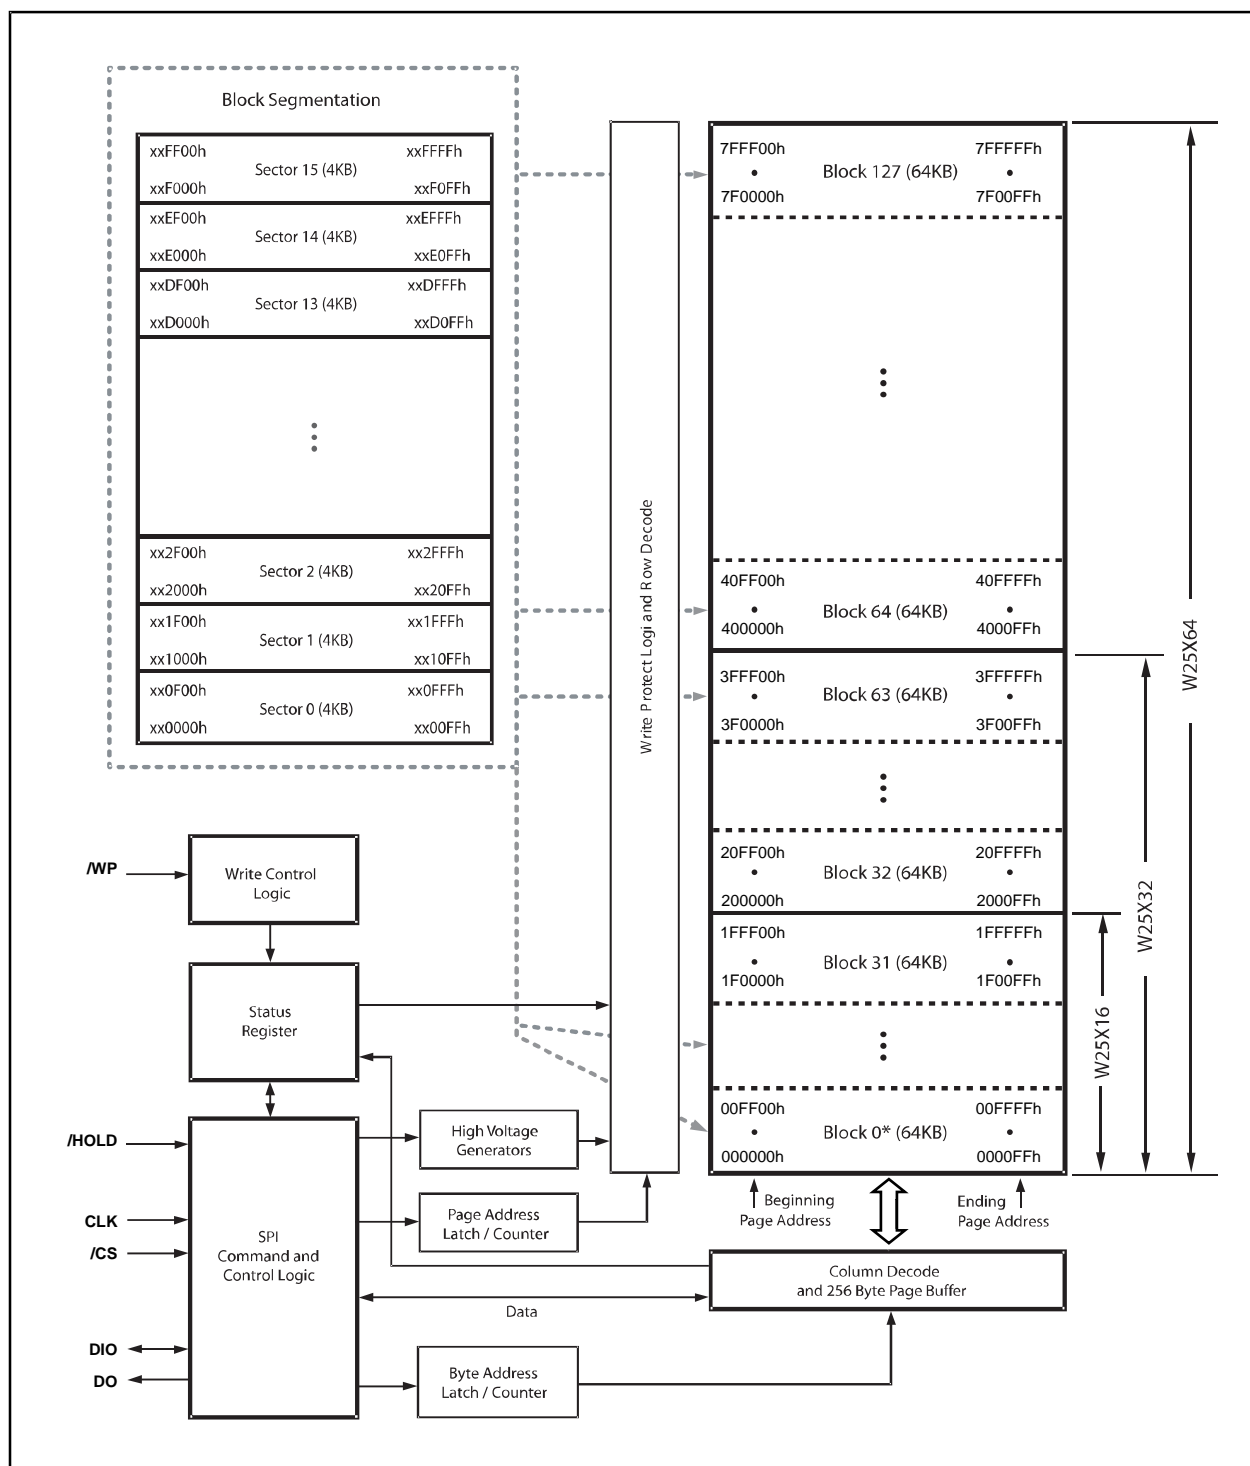 Block Segmentation
xxFF00h xxFFFFh
Sector 15 (4KB)
xxF000h xxF0FFh
xxEF00h xxEFFFh
Sector 14 (4KB)
xxE000h xxE0FFh
xxDF00h xxDFFFh
Sector 13 (4KB)
xxD000h xxD0FFh
xx2F00h xx2FFFh
Sector 2 (4KB)
xx2000h xx20FFh
xx1F00h xx1FFFh
Sector 1 (4KB)
xx1000h xx10FFh
xx0F00h xx0FFFh
Sector 0 (4KB)
xx0000h xx00FFh
Write Protect Logi and Row Decode
7FFF00h 7FFFFFh
Block 127 (64KB)
7F0000h 7F00FFh
40FF00h 40FFFFh
Block 64 (64KB)
400000h 4000FFh
3FFF00h 3FFFFFh
Block 63 (64KB)
3F0000h 3F00FFh
20FF00h 20FFFFh
Block 32 (64KB)
200000h 2000FFh
1FFF00h 1FFFFFh
Block 31 (64KB)
1F0000h 1F00FFh
00FF00h 00FFFFh
Block 0* (64KB)
000000h 0000FFh
W25X64
W25X32
W25X16
Beginning
Page Address
Ending
Page Address
/WP
Write Control
Logic
Status
Register
/HOLD
CLK
/CS
DIO
DO
SPI
Command and
Control Logic
High Voltage
Generators
Page Address
Latch / Counter
Column Decode
and 256 Byte Page Buffer
Data
Byte Address
Latch / Counter